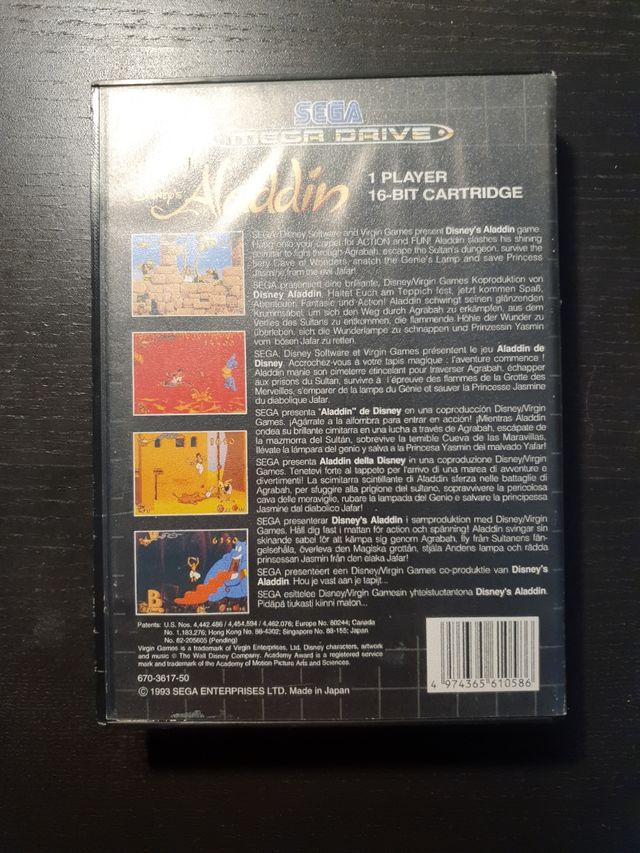 SEGA
MEGA DRIVE
Disney's Aladdin
1 PLAYER
16-BIT CARTRIDGE
SEGA, Disney Software and Virgin Games present Disney's Aladdin game.
Hang onto your carpet for ACTION and FUN! Aladdin slashes his shining
scimitar to fight through Agrabah, escape the Sultan's dungeon, survive the
fiery Cave of Wonders, snatch the Genie's Lamp and save Princess
Jasmine from the evil Jafar!
SEGA präsentiert eine brillante, Disney/Virgin Games Koproduktion von
Disney Aladdin. Haltet Euch am Teppich fest, jetzt kommen Spaß,
Abenteuer, Fantasie und Action! Aladdin schwingt seinen glänzenden
Krummsäbel, um sich den Weg durch Agrabah zu erkämpfen, aus dem
Verlies des Sultans zu entkommen, die flammende Höhle der Wunder zu
überleben, sich die Wunderlampe zu schnappen und Prinzessin Yasmin
vom bösen Jafar zu retten.
SEGA, Disney Software et Virgin Games présentent le jeu Aladdin de
Disney. Accrochez-vous à votre tapis magique : l'aventure commence !
Aladdin manie son cimeterre étincelant pour traverser Agrabah, échapper
aux prisons du Sultan, survivre à l'épreuve des flammes de la Grotte des
Merveilles, s'emparer de la lampe du Génie et sauver la Princesse Jasmine
du diabolique Jafar.
SEGA presenta "Aladdin" de Disney en una coproducción Disney/Virgin
Games. ¡Agárrate a la alfombra para entrar en acción! ¡Mientras Aladdin
ondea su brillante cimitarra en una lucha a través de Agrabah, escápate de
la mazmorra del Sultán, sobrevive la temible Cueva de las Maravillas,
llévate la lámpara del genio y salva a la Princesa Yasmin del malvado Yafar!
SEGA presenta Aladdin della Disney in una coproduzione Disney/Virgin
Games. Tenetevi forte al tappeto per l'arrivo di una marea di avventure e
divertimenti! La scimitarra scintillante di Aladdin sferza nelle battaglie di
Agrabah, per sfuggire alla prigione del sultano, sopravvivere la pericolosa
cava delle meraviglie, rubare la lampada del Genio e salvare la principessa
Jasmine dal diabolico Jafar!
SEGA presenterar Disney's Aladdin i samproduktion med Disney/Virgin
Games. Håll dig fast i mattan för action och spänning! Aladdin svingar sin
skinande sabel för att kämpa sig genom Agrabah, fly från Sultanens fän-
gelsehåla, överleva den Magiska grottan, stjäla Andens lampa och rädda
prinsessan Jasmin från den elaka Jafar!
SEGA presenteert een Disney/Virgin Games co-produktie van Disney's
Aladdin. Hou je vast aan je tapijt...
SEGA esittelee Disney/Virgin Gamesin yhteistuotantona Disney's Aladdin.
Pidäpä tiukasti kinni maton...
6150
B
Patents: U.S. Nos. 4,442,486 / 4,454,594 / 4,462,076; Europe No. 80244; Canada
No. 1,183,276; Hong Kong No. 88-4302; Singapore No. 88-155; Japan
No. 82-205605 (Pending)
Virgin Games is a trademark of Virgin Enterprises, Ltd. Disney characters, artwork
and music © The Walt Disney Company. Academy Award is a registered service
mark and trademark of the Academy of Motion Picture Arts and Sciences.
670-3617-50
© 1993 SEGA ENTERPRISES LTD. Made in Japan
4 974365 610586